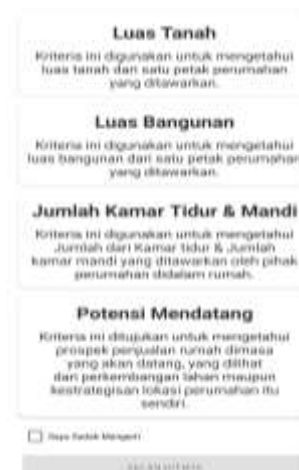 Luas Tanah
Kriteria ini digunakan untuk mengetahui
luas tanah dari satu petak perumahan
yang ditawarkan.
Luas Bangunan
Kriteria ini digunakan untuk mengetahui
luas bangunan dari satu petak perumahan
yang ditawarkan.
Jumlah Kamar Tidur & Mandi
Kriteria ini digunakan untuk mengetahui
Jumlah dari Kamar tidur & Jumlah
kamar mandi yang ditawarkan oleh pihak
perumahan didalam rumah.
Potensi Mendatang
Kriteria ini ditujukan untuk mengetahui
prospek penjualan rumah dimasa
yang akan datang, yang dilihat
dari perkembangan lahan maupun
kestrategisan lokasi perumahan itu
sendiri.
Saya Sudah Mengerti